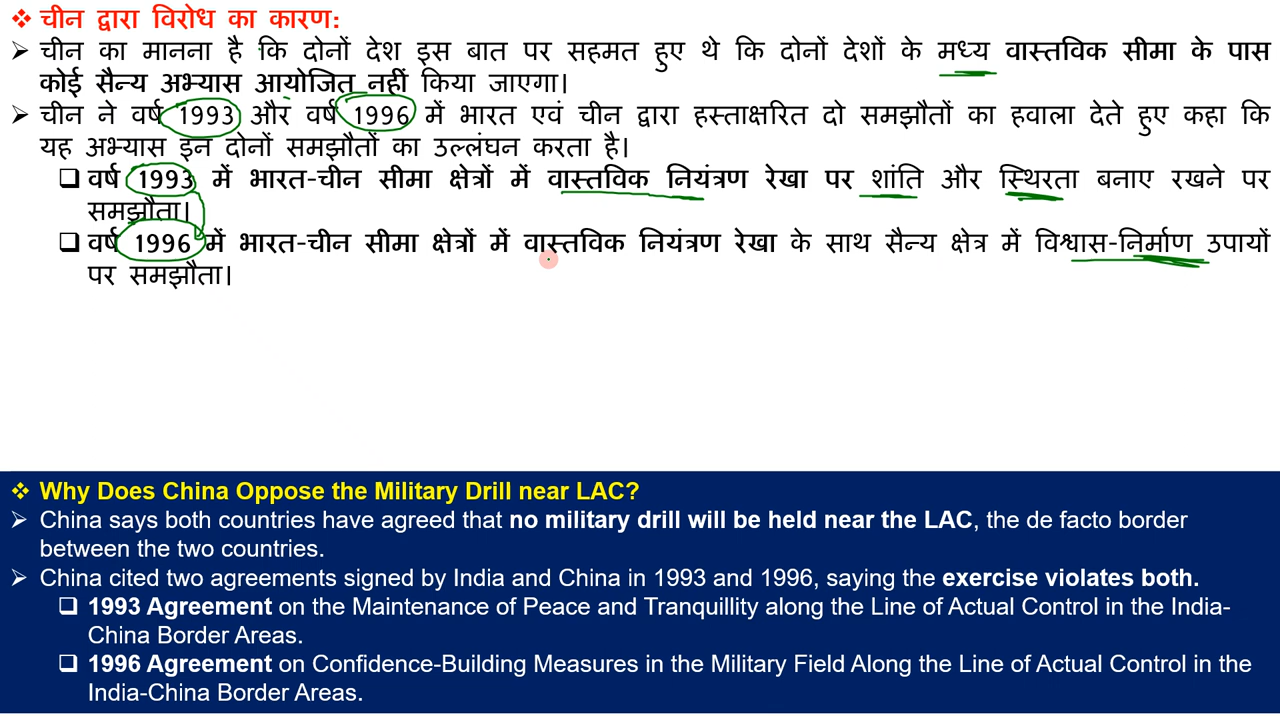 ❖ चीन द्वारा विरोध का कारण:
➢ चीन का मानना है कि दोनों देश इस बात पर सहमत हुए थे कि दोनों देशों के मध्य वास्तविक सीमा के पास
कोई सैन्य अभ्यास आयोजित नहीं किया जाएगा।
➢ चीन ने वर्ष 1993 और वर्ष 1996 में भारत एवं चीन द्वारा हस्ताक्षरित दो समझौतों का हवाला देते हुए कहा कि
यह अभ्यास इन दोनों समझौतों का उल्लंघन करता है।
❑ वर्ष 1993 में भारत-चीन सीमा क्षेत्रों में वास्तविक नियंत्रण रेखा पर शांति और स्थिरता बनाए रखने पर
समझौता।
❑ वर्ष 1996 में भारत-चीन सीमा क्षेत्रों में वास्तविक नियंत्रण रेखा के साथ सैन्य क्षेत्र में विश्वास-निर्माण उपायों
पर समझौता।
❖ Why Does China Oppose the Military Drill near LAC?
➢ China says both countries have agreed that no military drill will be held near the LAC, the de facto border
between the two countries.
➢ China cited two agreements signed by India and China in 1993 and 1996, saying the exercise violates both.
❑ 1993 Agreement on the Maintenance of Peace and Tranquillity along the Line of Actual Control in the India-
China Border Areas.
❑ 1996 Agreement on Confidence-Building Measures in the Military Field Along the Line of Actual Control in the
India-China Border Areas.